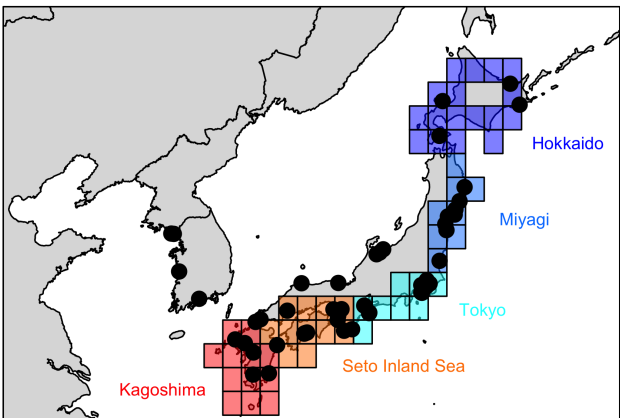 Hokkaido
Miyagi
Tokyo
Seto Inland Sea
Kagoshima